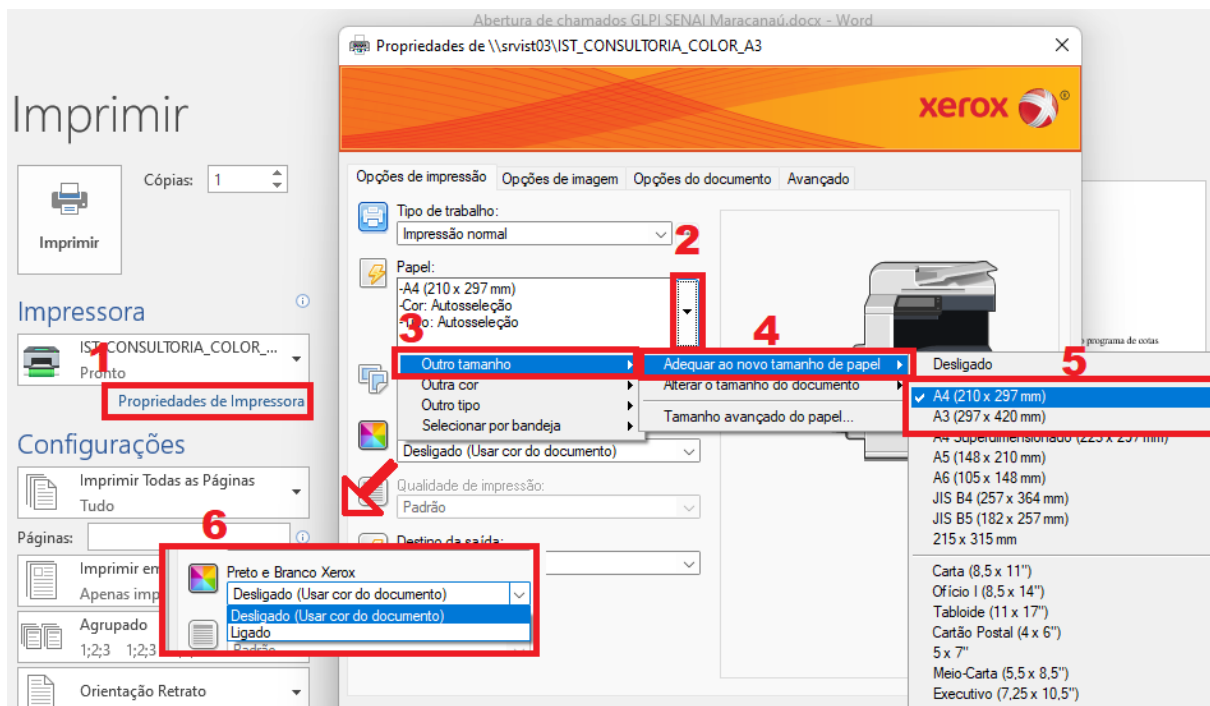 Abertura de chamados GLPI SENAI Maracanaú.docx - Word
Propriedades de \\srvist03\IST_CONSULTORIA_COLOR_A3
xerox
Imprimir
Cópias: 1
Imprimir
Impressora
IST_CONSULTORIA_COLOR_...
Pronto
1
Propriedades de Impressora
Configurações
Imprimir Todas as Páginas
Tudo
Páginas:
Imprimir em
Apenas imp
Agrupado
1;2;3 1;2;3
Orientação Retrato
Opções de impressão Opções de imagem Opções do documento Avançado
Tipo de trabalho:
Impressão normal
2
Papel:
-A4 (210 x 297 mm)
-Cor: Autosseleção
-Tipo: Autosseleção
3
Outro tamanho
Outra cor
Outro tipo
Selecionar por bandeja
Desligado (Usar cor do documento)
Qualidade de impressão:
Padrão
Destino da saída:
4
Adequar ao novo tamanho de papel
Alterar o tamanho do documento
Tamanho avançado do papel...
o programa de cotas
5
Desligado
A4 (210 x 297 mm)
A3 (297 x 420 mm)
A4 Superdimensionado (223 x 297 mm)
A5 (148 x 210 mm)
A6 (105 x 148 mm)
JIS B4 (257 x 364 mm)
JIS B5 (182 x 257 mm)
215 x 315 mm
Carta (8,5 x 11")
Ofício I (8,5 x 14")
Tabloide (11 x 17")
Cartão Postal (4 x 6")
5 x 7"
Meio-Carta (5,5 x 8,5")
Executivo (7,25 x 10,5")
6
Preto e Branco Xerox
Desligado (Usar cor do documento)
Desligado (Usar cor do documento)
Ligado
Padrão